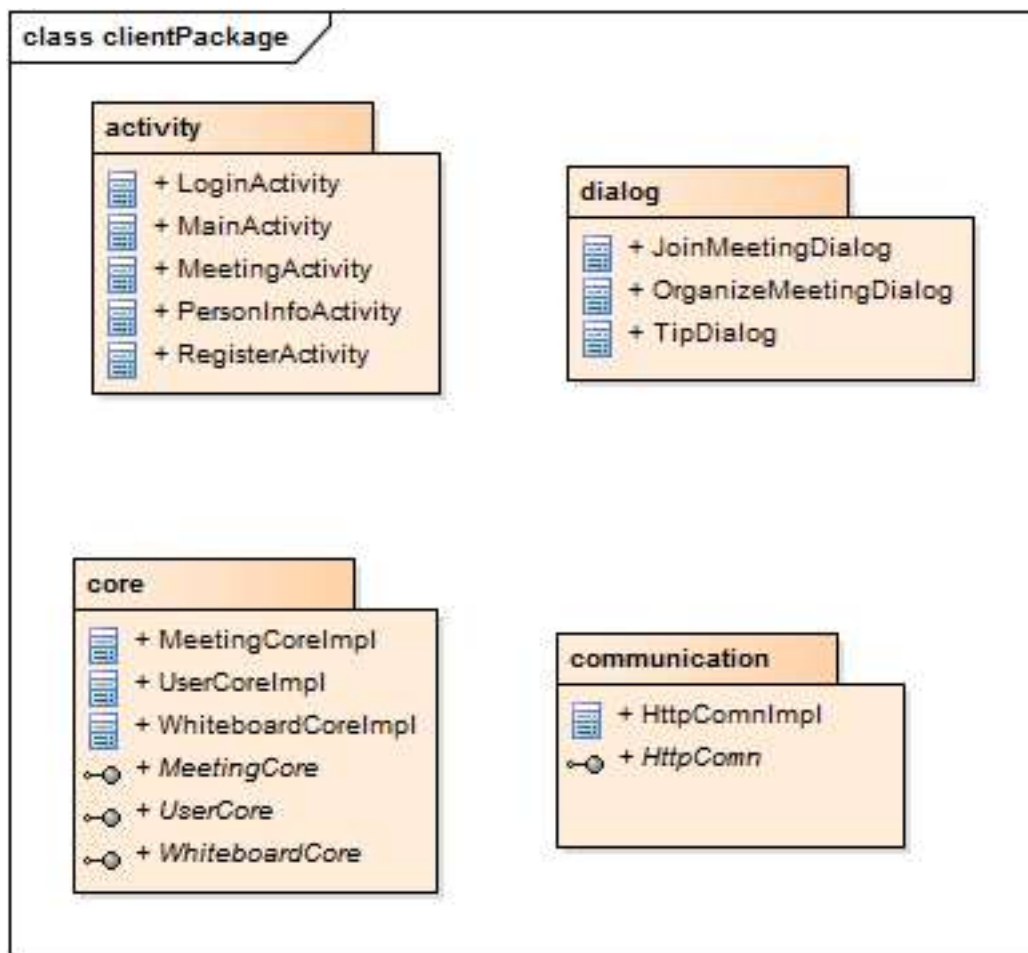 class clientPackage
activity
+ LoginActivity
+ MainActivity
+ MeetingActivity
+ PersonInfoActivity
+ RegisterActivity
dialog
+ JoinMeetingDialog
+ OrganizeMeetingDialog
+ TipDialog
core
+ MeetingCoreImpl
+ UserCoreImpl
+ WhiteboardCoreImpl
+ MeetingCore
+ UserCore
+ WhiteboardCore
communication
+ HttpComnImpl
+ HttpComn